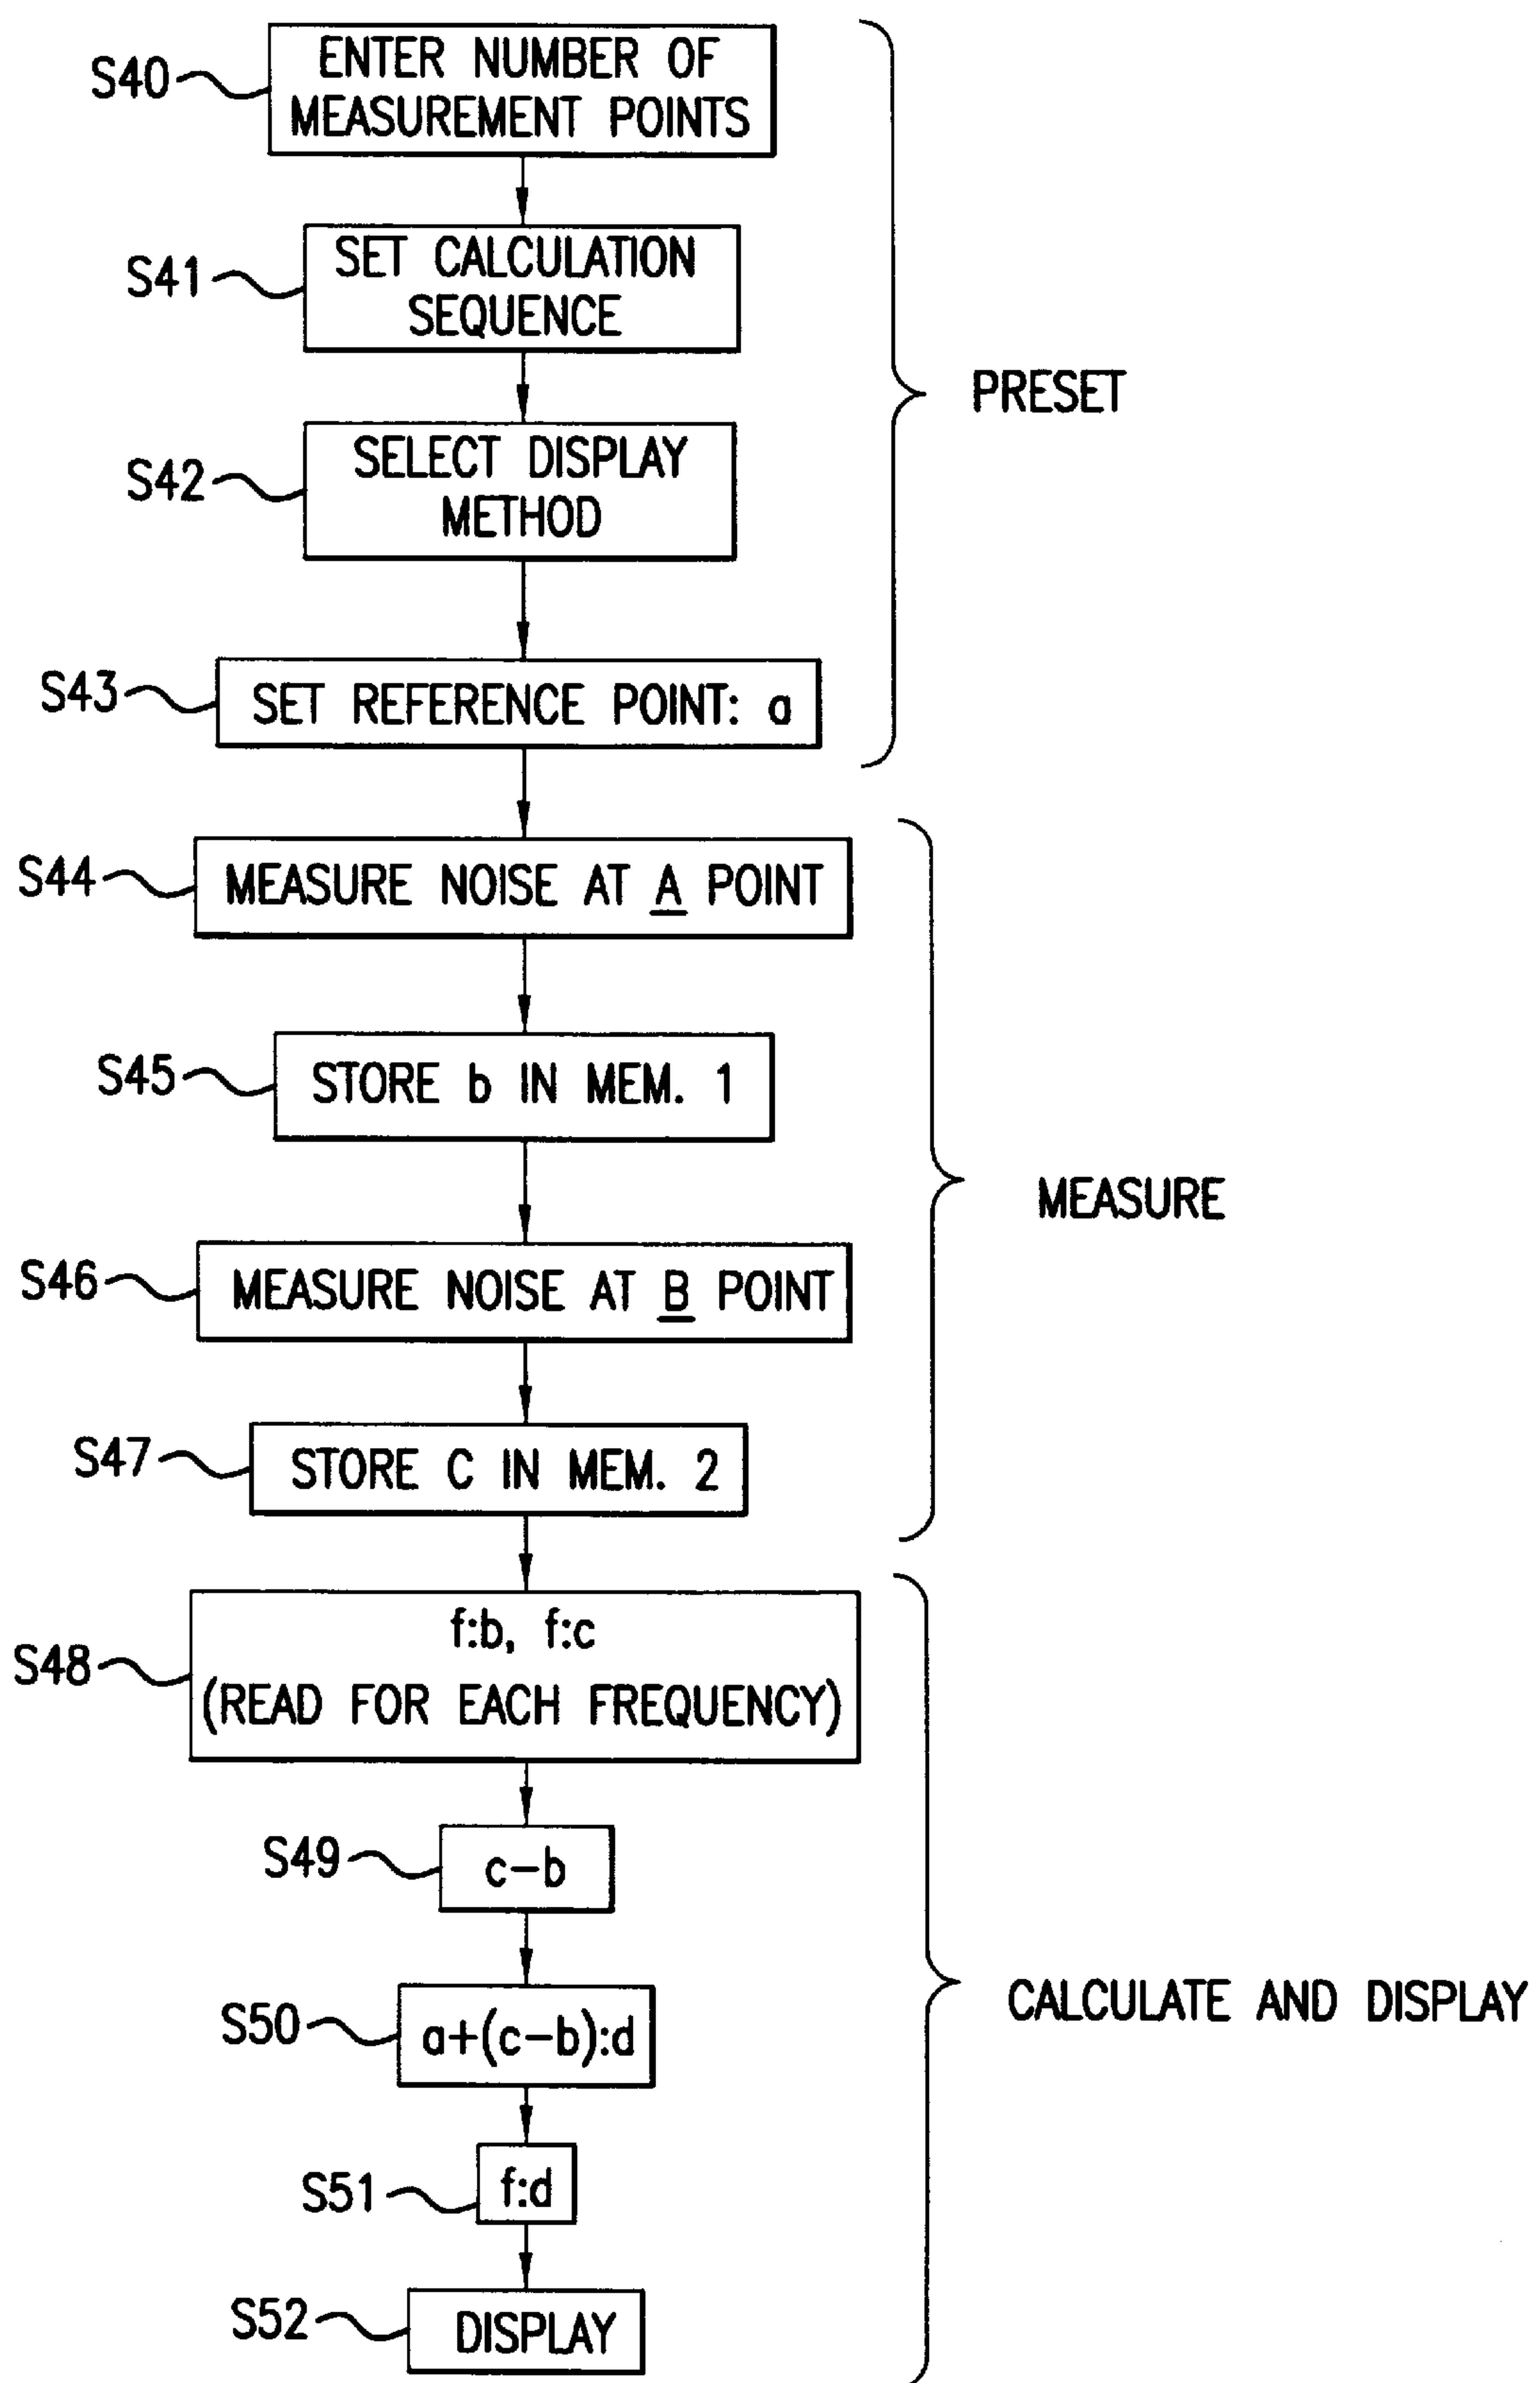 S40
ENTER NUMBER OF
MEASUREMENT POINTS
S41
SET CALCULATION
SEQUENCE
S42
SELECT DISPLAY
METHOD
PRESET
S43
SET REFERENCE POINT: a
S44
MEASURE NOISE AT A POINT
S45
STORE b IN MEM. 1
MEASURE
S46
MEASURE NOISE AT B POINT
S47
STORE C IN MEM. 2
S48
f:b, f:c
(READ FOR EACH FREQUENCY)
S49
c-b
S50
a+(c-b):d
CALCULATE AND DISPLAY
S51
f:d
S52
DISPLAY